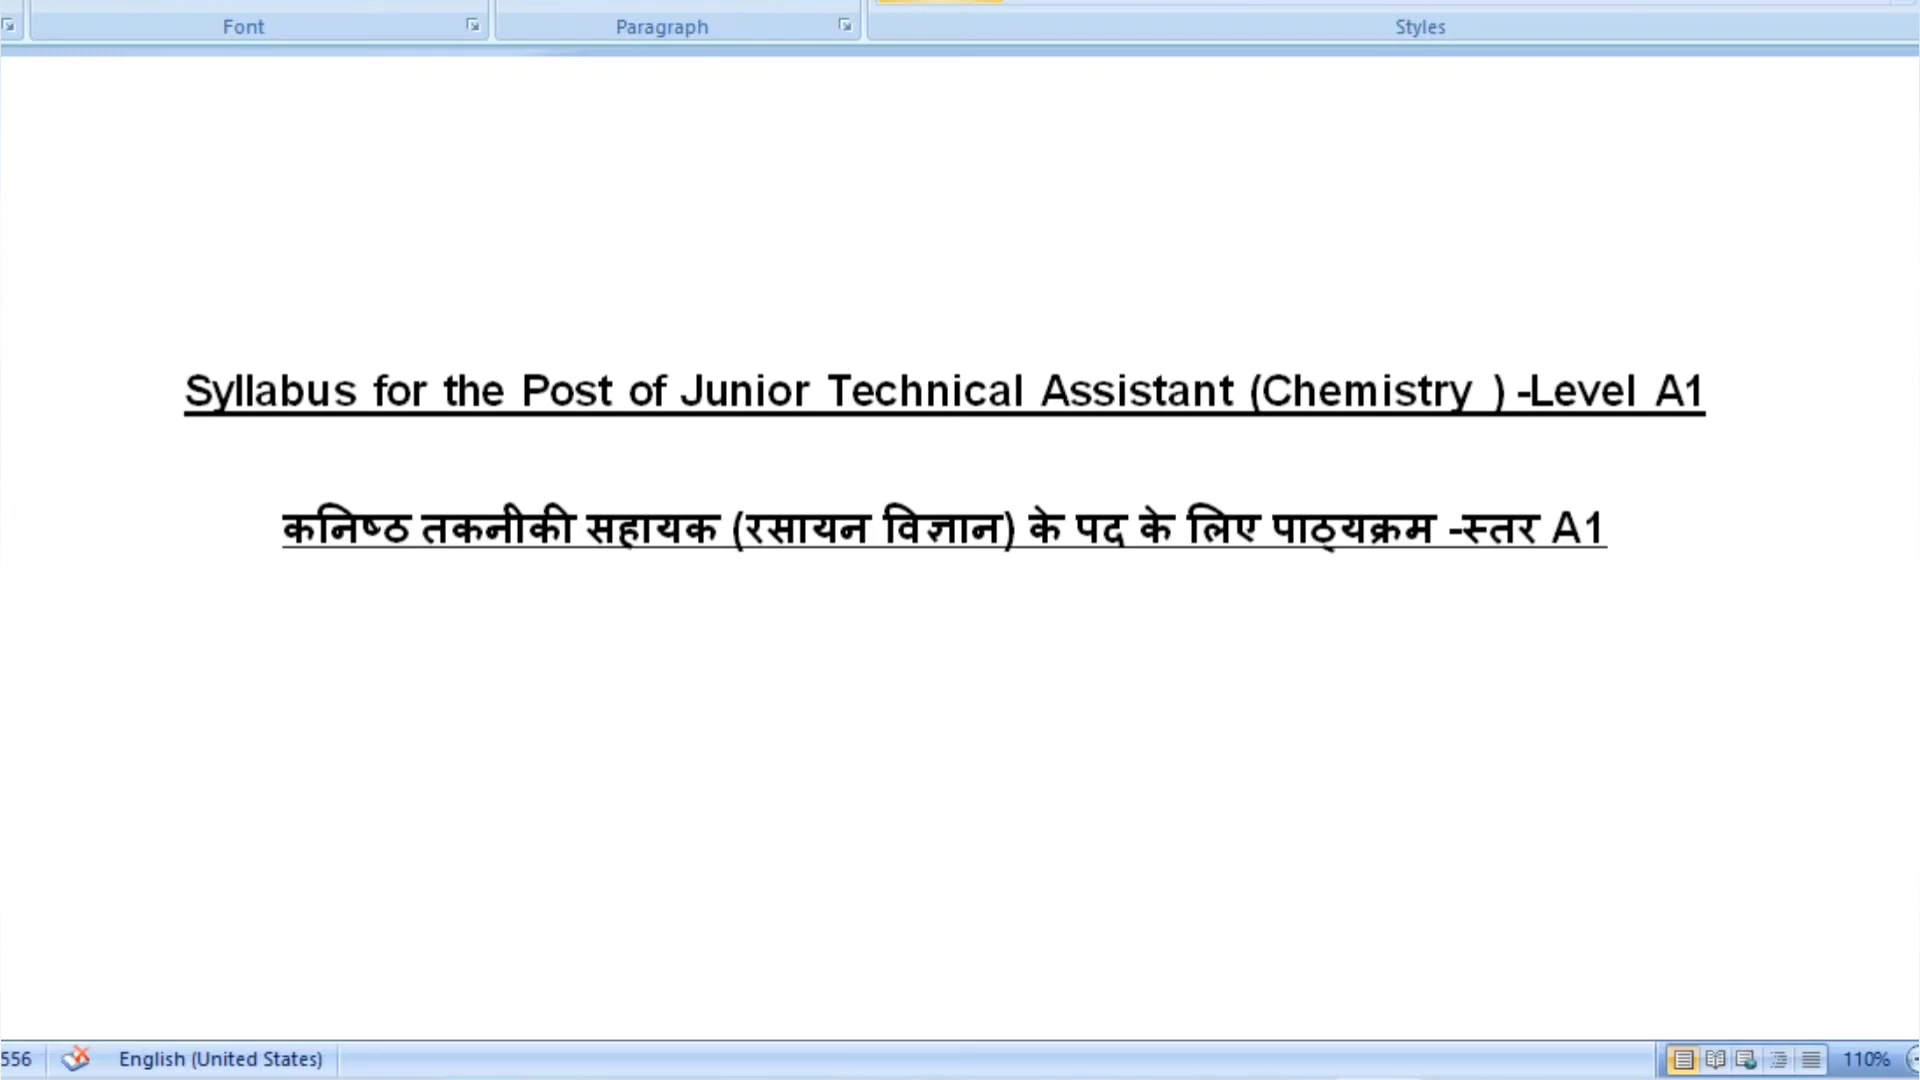 Font Paragraph Styles
Syllabus for the Post of Junior Technical Assistant (Chemistry ) -Level A1
कनिष्ठ तकनीकी सहायक (रसायन विज्ञान) के पद के लिए पाठ्यक्रम -स्तर A1
556 English (United States) 110%